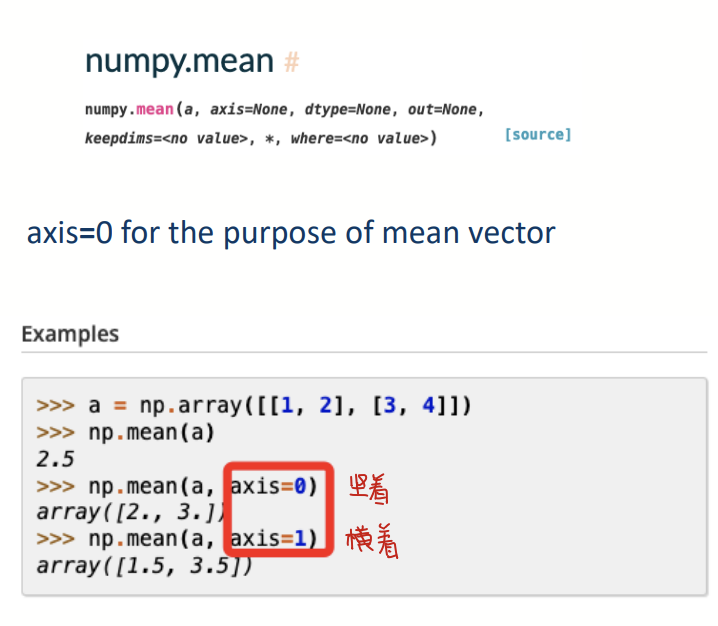 numpy.mean #
numpy.mean(a, axis=None, dtype=None, out=None,
keepdims=<no value>, *, where=<no value>)
[source]
axis=0 for the purpose of mean vector
Examples
>>> a = np.array([[1, 2], [3, 4]])
>>> np.mean(a)
2.5
>>> np.mean(a, axis=0) 竖着
array([2., 3.])
>>> np.mean(a, axis=1) 横着
array([1.5, 3.5])